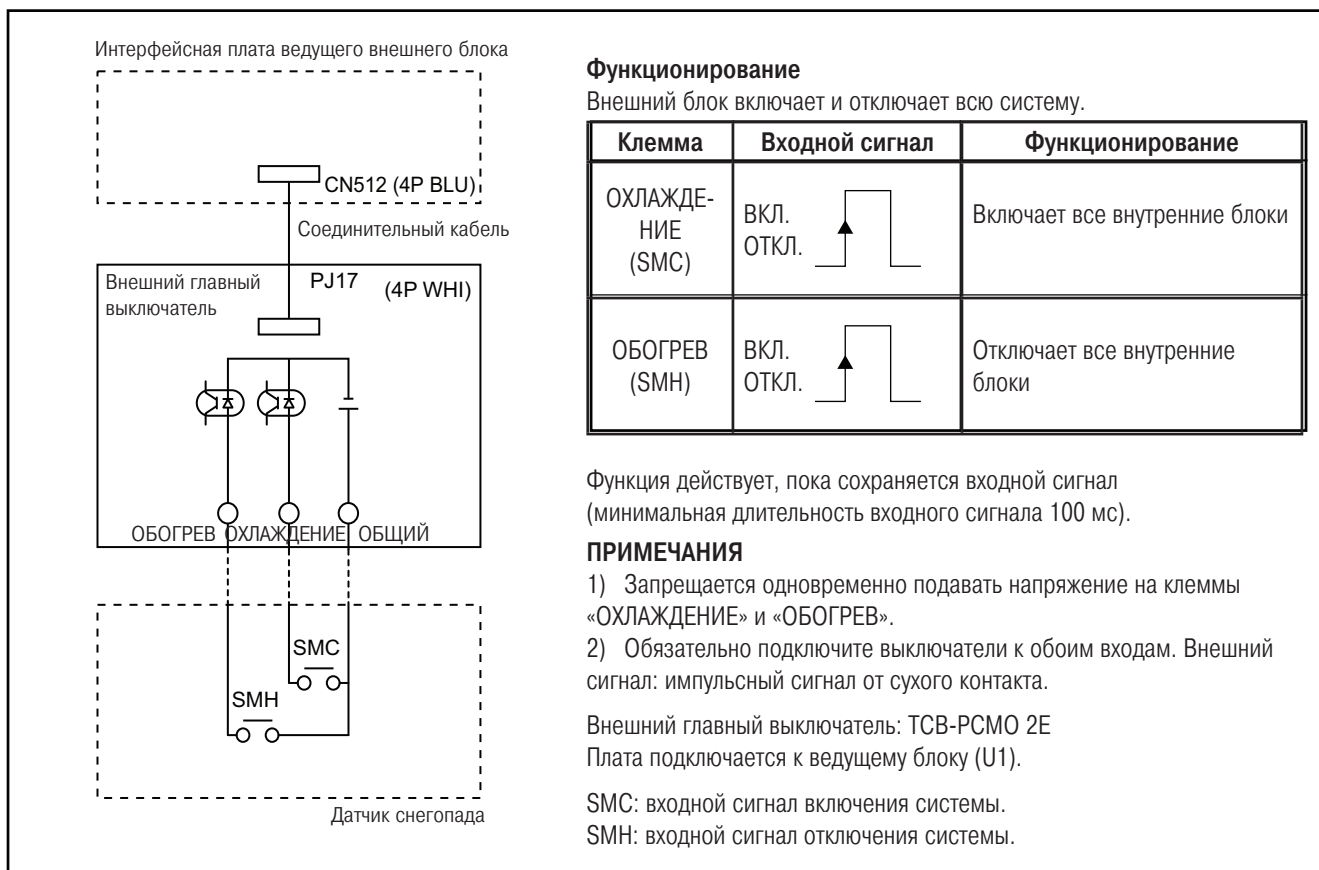 Интерфейсная плата ведущего внешнего блока
CN512 (4P BLU)
Соединительный кабель
Внешний главный
выключатель
PJ17
(4P WHI)
ОБОГРЕВ ОХЛАЖДЕНИЕ ОБЩИЙ
SMC
SMH
Датчик снегопада
Функционирование
Внешний блок включает и отключает всю систему.
Клемма Входной сигнал Функционирование
ОХЛАЖДЕ-
НИЕ
(SMC)
ВКЛ.
ОТКЛ.
Включает все внутренние блоки
ОБОГРЕВ
(SMH)
ВКЛ.
ОТКЛ.
Отключает все внутренние
блоки
Функция действует, пока сохраняется входной сигнал
(минимальная длительность входного сигнала 100 мс).
ПРИМЕЧАНИЯ
1) Запрещается одновременно подавать напряжение на клеммы
«ОХЛАЖДЕНИЕ» и «ОБОГРЕВ».
2) Обязательно подключите выключатели к обоим входам. Внешний
сигнал: импульсный сигнал от сухого контакта.
Внешний главный выключатель: TCB-PCMO 2E
Плата подключается к ведущему блоку (U1).
SMC: входной сигнал включения системы.
SMH: входной сигнал отключения системы.